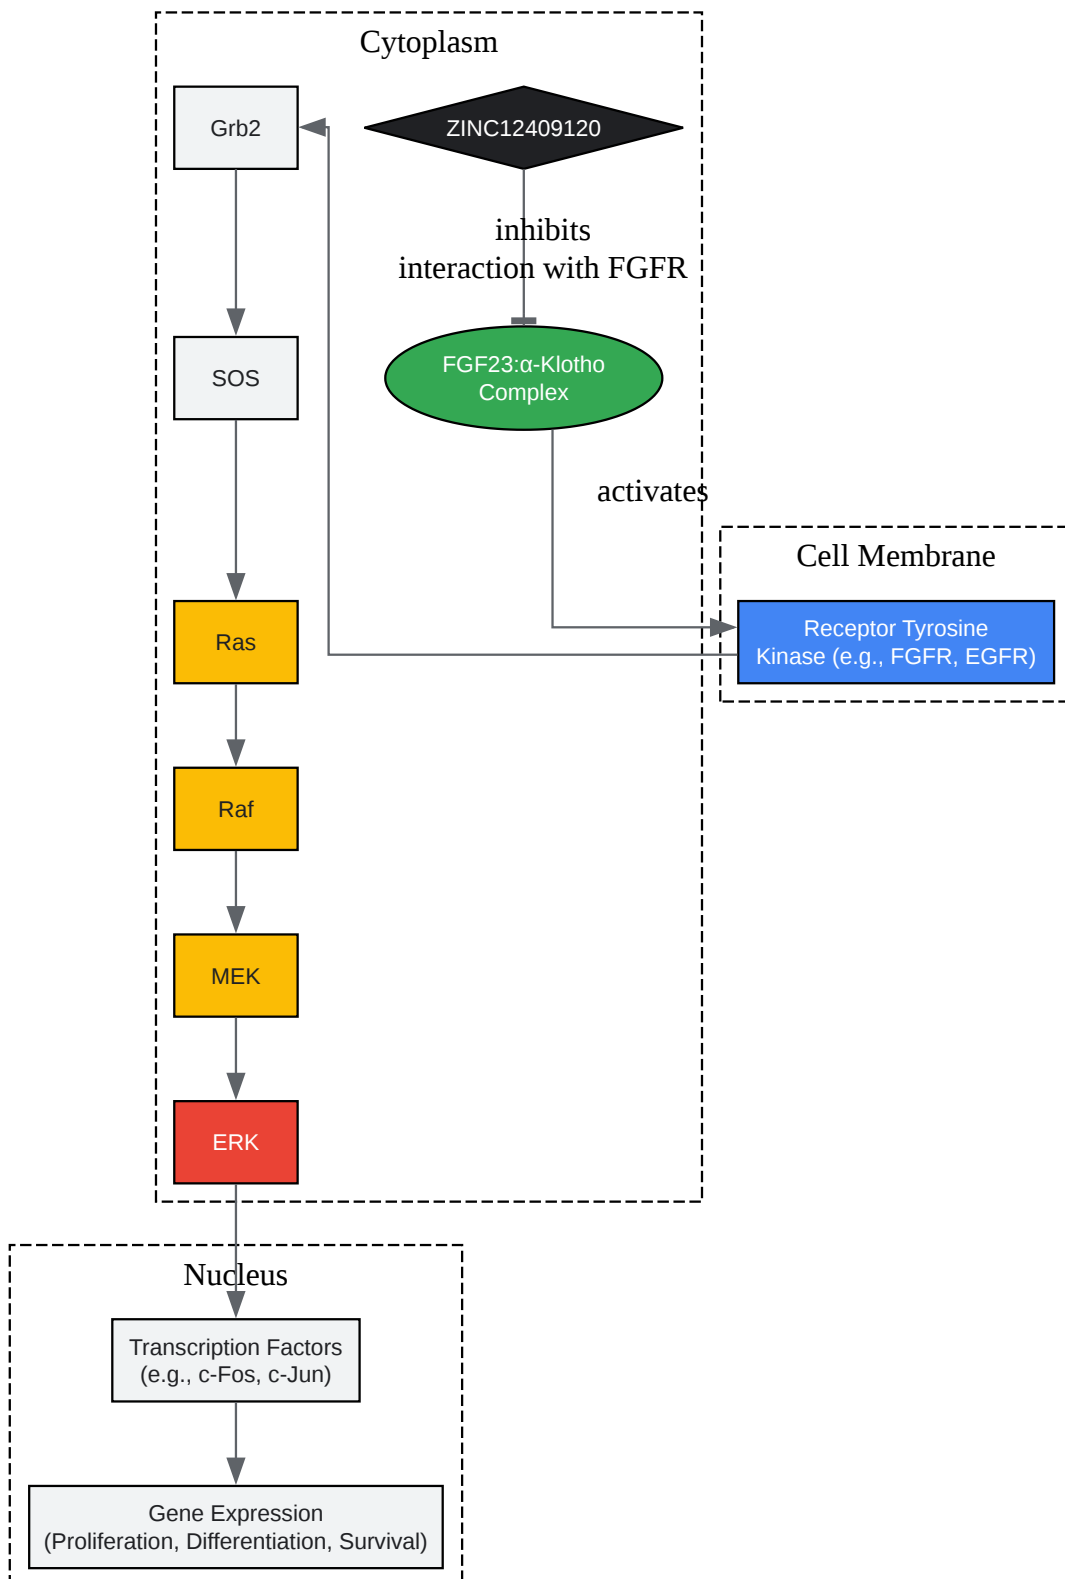 Cytoplasm
Grb2
ZINC12409120
inhibits
interaction with FGFR
SOS
FGF23:α-Klotho
Complex
activates
Cell Membrane
Ras
Receptor Tyrosine
Kinase (e.g., FGFR, EGFR)
Raf
MEK
ERK
Nucleus
Transcription Factors
(e.g., c-Fos, c-Jun)
Gene Expression
(Proliferation, Differentiation, Survival)